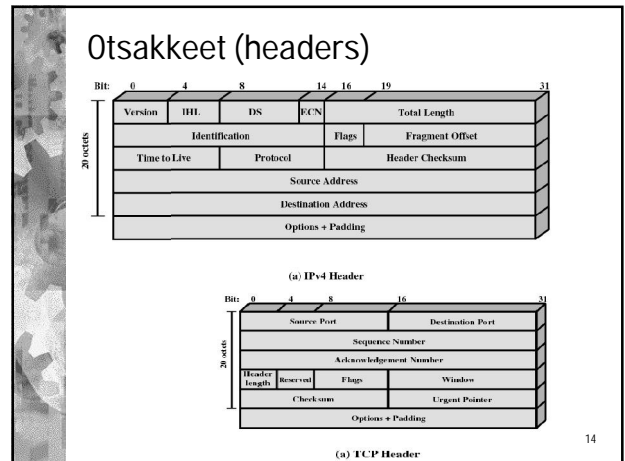 Otsakkeet (headers)
Bit: 0 4 8 14 16 19 31
Version IHL DS ECN Total Length
Identification Flags Fragment Offset
Time to Live Protocol Header Checksum
Source Address
Destination Address
Options + Padding
20 octets
(a) IPv4 Header
Bit: 0 4 8 16 31
Source Port Destination Port
Sequence Number
Acknowledgement Number
Header
length Reserved Flags Window
Checksum Urgent Pointer
Options + Padding
20 octets
(a) TCP Header
14